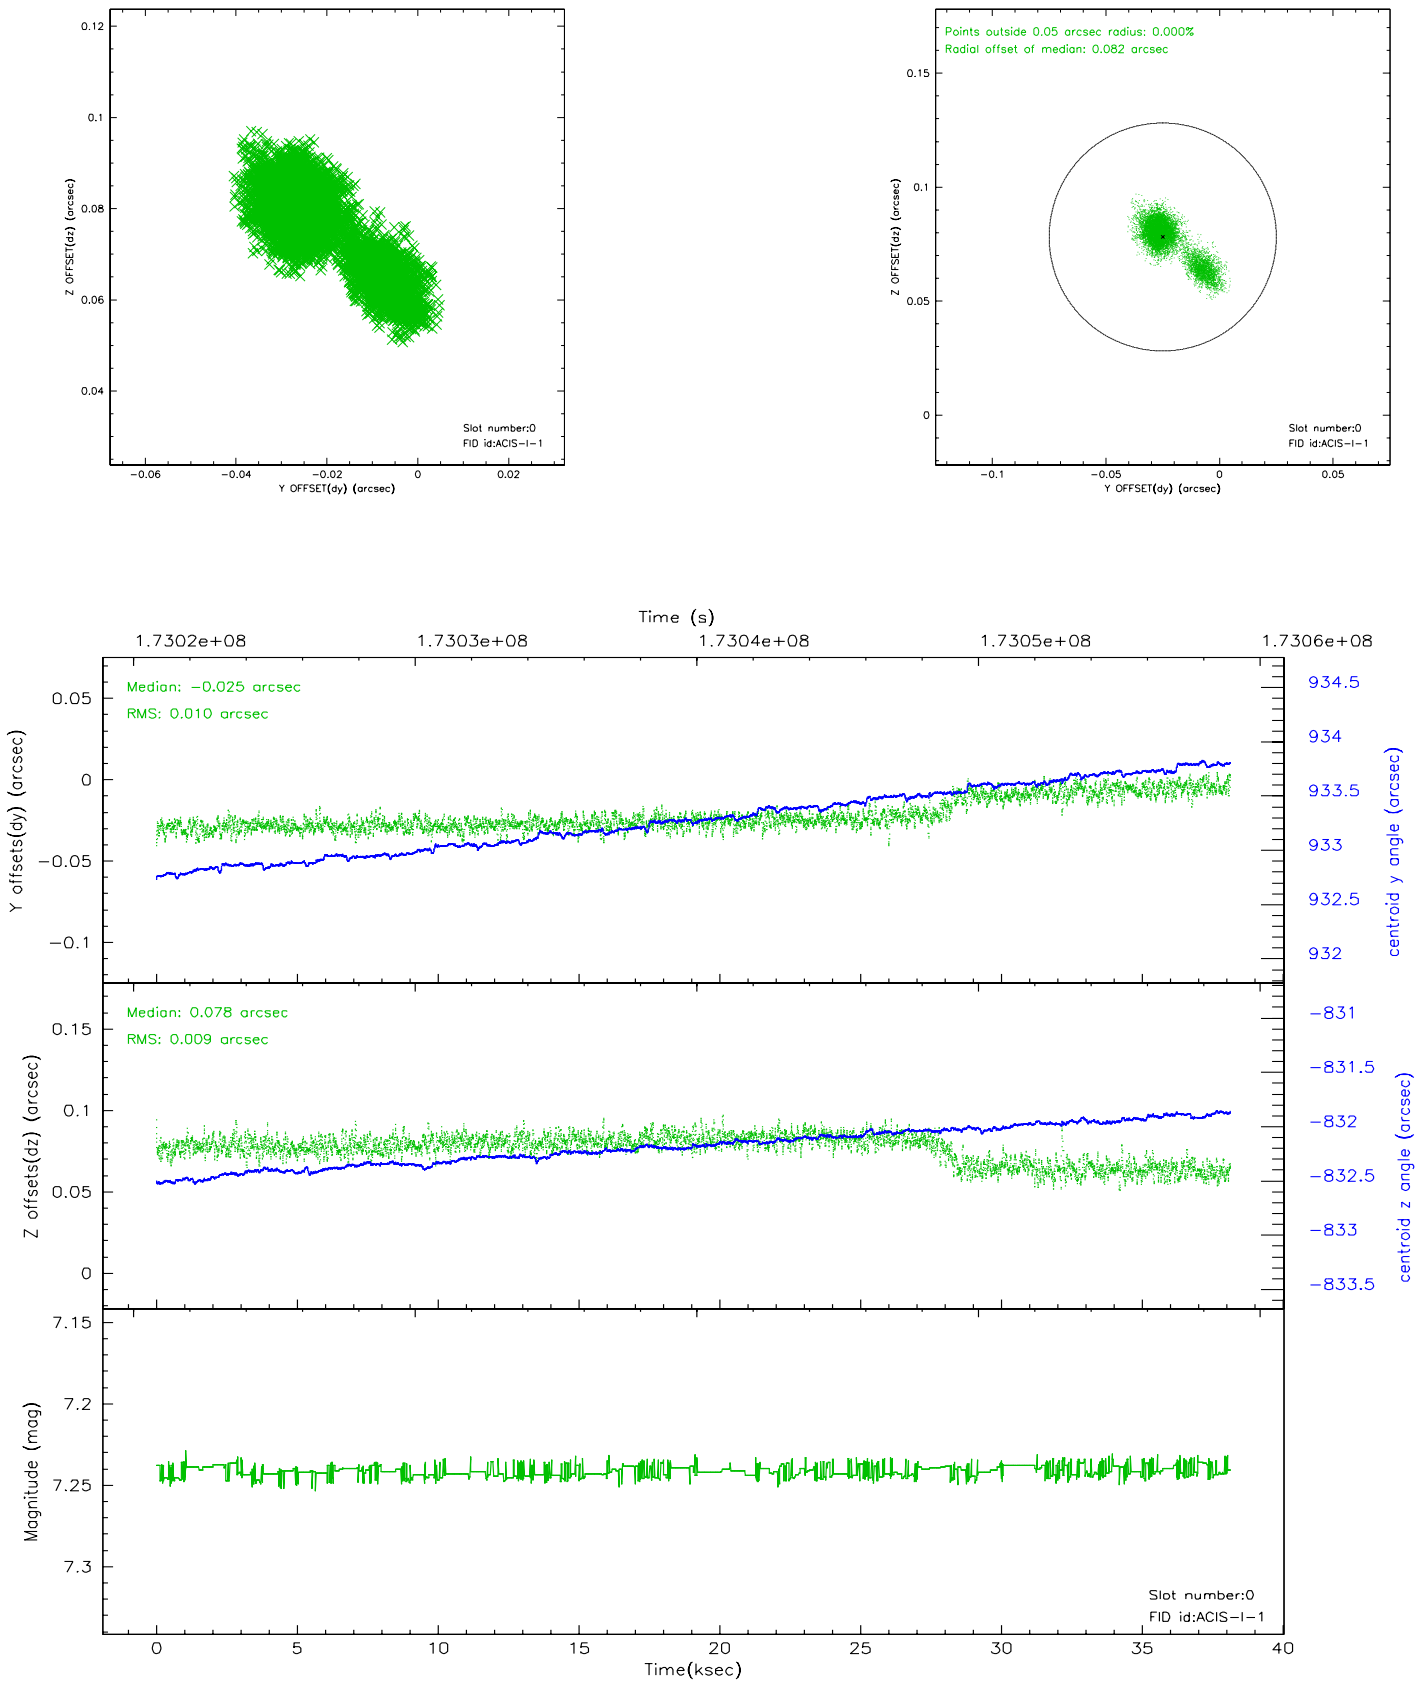 0.12
0.1
0.08
0.06
0.04
Z OFFSET(dz) (arcsec)
Slot number:0
FID id:ACIS-I-1
-0.06 -0.04 -0.02 0 0.02
Y OFFSET(dy) (arcsec)
Points outside 0.05 arcsec radius: 0.000%
Radial offset of median: 0.082 arcsec
0.15
0.1
0.05
0
Z OFFSET(dz) (arcsec)
Slot number:0
FID id:ACIS-I-1
-0.1 -0.05 0 0.05
Y OFFSET(dy) (arcsec)
Time (s)
1.7302e+08 1.7303e+08 1.7304e+08 1.7305e+08 1.7306e+08
Median: -0.025 arcsec
RMS: 0.010 arcsec
0.05
0
-0.05
-0.1
Y offsets(dy) (arcsec)
934.5
934
933.5
933
932.5
932
centroid y angle (arcsec)
Median: 0.078 arcsec
RMS: 0.009 arcsec
0.15
0.1
0.05
0
Z offsets(dz) (arcsec)
-831
-831.5
-832
-832.5
-833
-833.5
centroid z angle (arcsec)
7.15
7.2
7.25
7.3
Magnitude (mag)
Slot number:0
FID id:ACIS-I-1
0 5 10 15 20 25 30 35 40
Time(ksec)